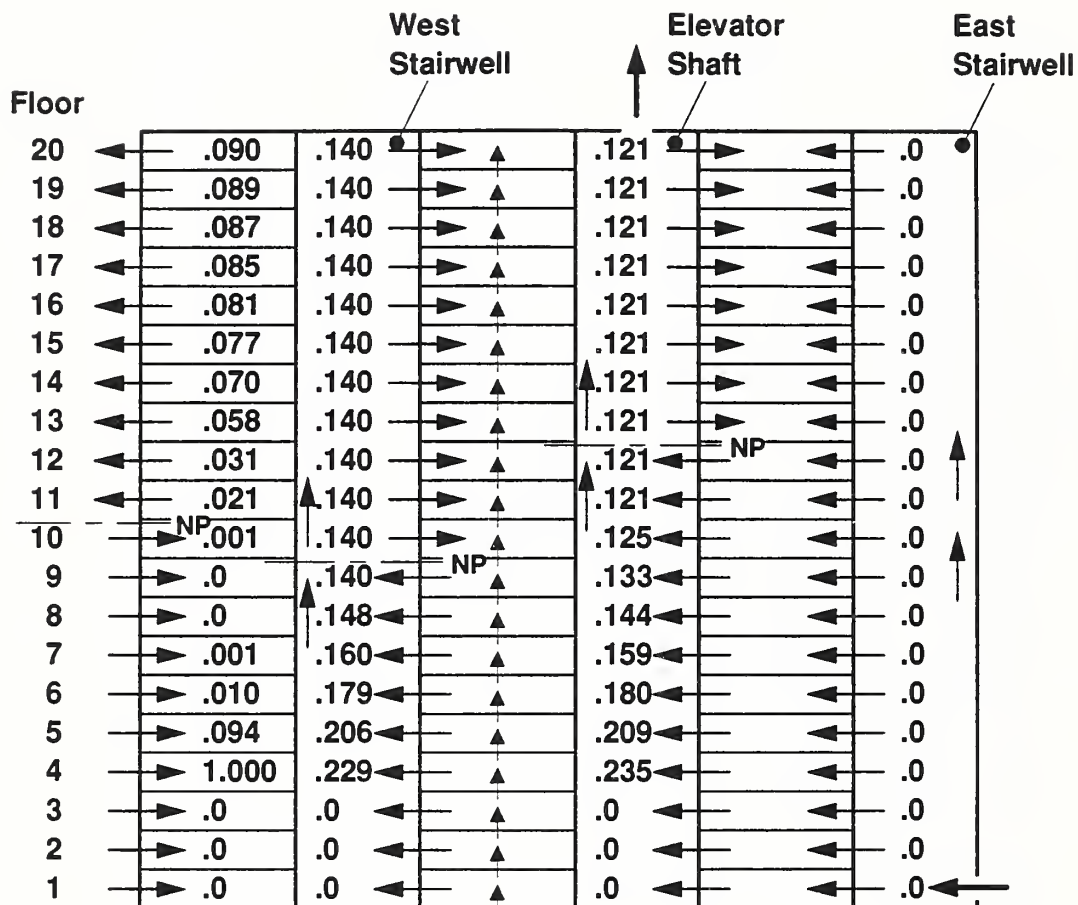 West Stairwell
Elevator Shaft
East Stairwell
Floor
20 .090 .140 .121 .0
19 .089 .140 .121 .0
18 .087 .140 .121 .0
17 .085 .140 .121 .0
16 .081 .140 .121 .0
15 .077 .140 .121 .0
14 .070 .140 .121 .0
13 .058 .140 .121 .0
NP
12 .031 .140 .121 .0
11 .021 .140 .121 .0
NP
10 .001 .140 .125 .0
NP
9 .0 .140 .133 .0
8 .0 .148 .144 .0
7 .001 .160 .159 .0
6 .010 .179 .180 .0
5 .094 .206 .209 .0
4 1.000 .229 .235 .0
3 .0 .0 .0 .0
2 .0 .0 .0 .0
1 .0 .0 .0 .0